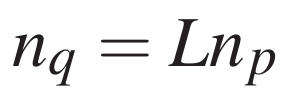 n_q = Ln_p